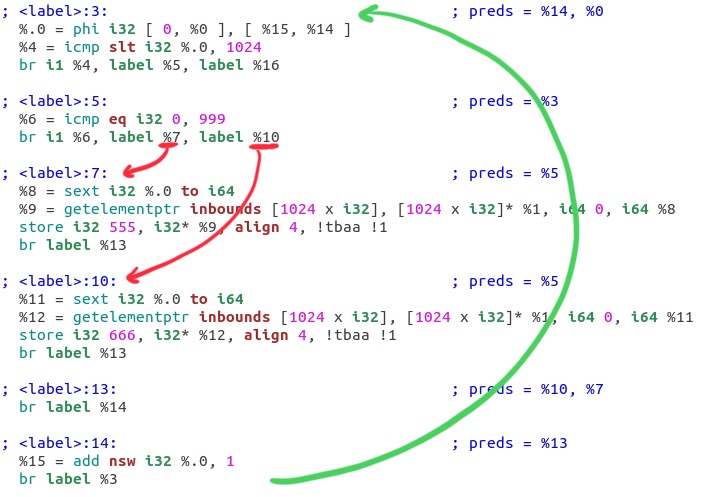 ; <label>:3: ; preds = %14, %0
%.0 = phi i32 [ 0, %0 ], [ %15, %14 ]
%4 = icmp slt i32 %.0, 1024
br i1 %4, label %5, label %16
; <label>:5: ; preds = %3
%6 = icmp eq i32 0, 999
br i1 %6, label %7, label %10
; <label>:7: ; preds = %5
%8 = sext i32 %.0 to i64
%9 = getelementptr inbounds [1024 x i32], [1024 x i32]* %1, i64 0, i64 %8
store i32 555, i32* %9, align 4, !tbaa !1
br label %13
; <label>:10: ; preds = %5
%11 = sext i32 %.0 to i64
%12 = getelementptr inbounds [1024 x i32], [1024 x i32]* %1, i64 0, i64 %11
store i32 666, i32* %12, align 4, !tbaa !1
br label %13
; <label>:13: ; preds = %10, %7
br label %14
; <label>:14: ; preds = %13
%15 = add nsw i32 %.0, 1
br label %3